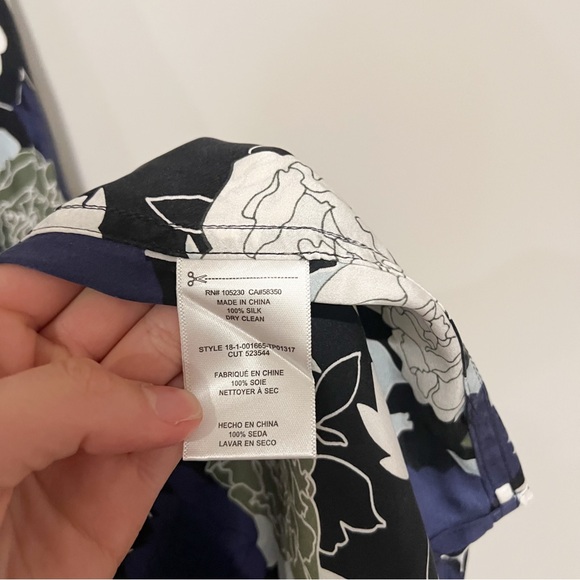 RN# 105230 CA#58350
MADE IN CHINA
100% SILK
DRY CLEAN
STYLE 18-1-001665-TP01317
CUT 523544
FABRIQUÉ EN CHINE
100% SOIE
NETTOYER À SEC
HECHO EN CHINA
100% SEDA
LAVAR EN SECO